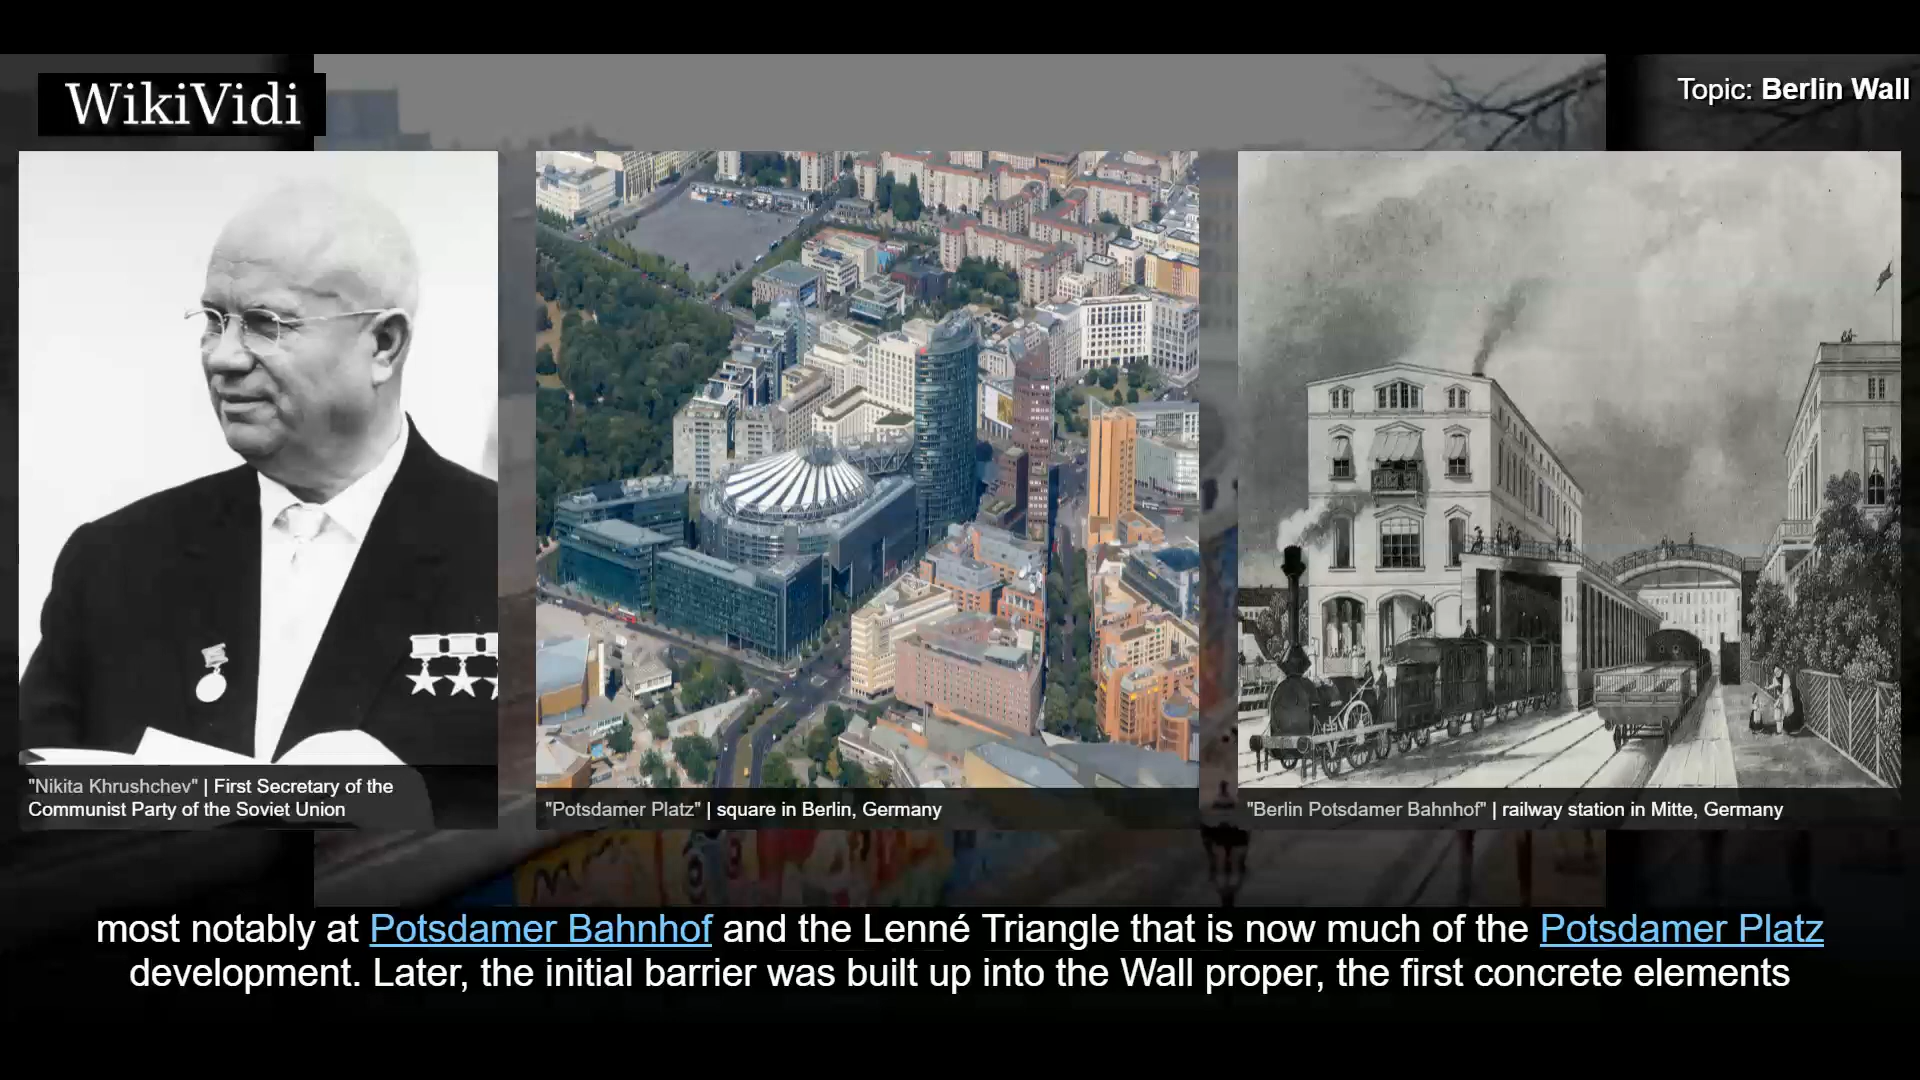 WikiVidi
Topic: Berlin Wall
"Nikita Khrushchev" | First Secretary of the
Communist Party of the Soviet Union
"Potsdamer Platz" | square in Berlin, Germany
"Berlin Potsdamer Bahnhof" | railway station in Mitte, Germany
most notably at Potsdamer Bahnhof and the Lenné Triangle that is now much of the Potsdamer Platz
development. Later, the initial barrier was built up into the Wall proper, the first concrete elements